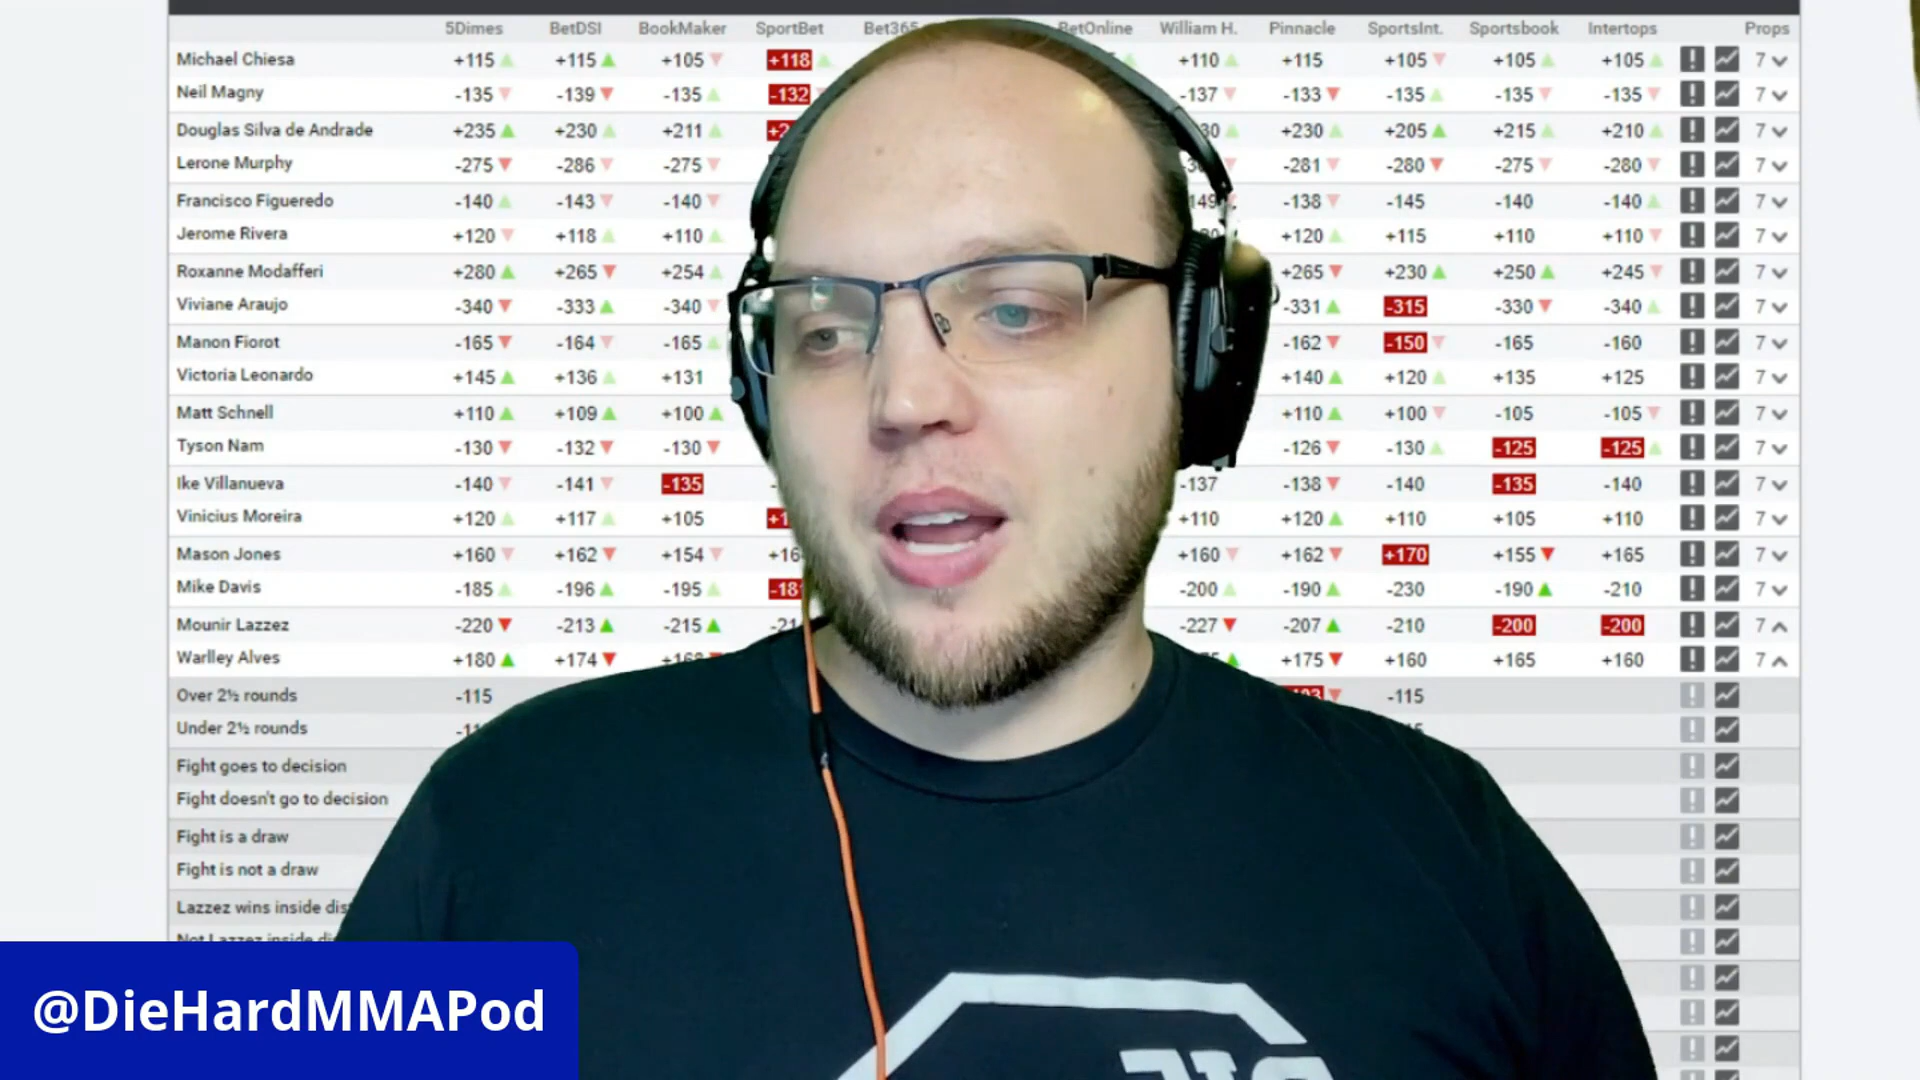 5Dimes BetDSI BookMaker SportBet Bet365 BetOnline William H. Pinnacle SportsInt. Sportsbook Intertops Props
Michael Chiesa +115 +115 +105 +118 +110 +115 +105 +105 +105 7
Neil Magny -135 -139 -135 -132 -137 -133 -135 -135 -135 7
Douglas Silva de Andrade +235 +230 +211 +230 +205 +215 +210 7
Lerone Murphy -275 -286 -275 -281 -280 -275 -280 7
Francisco Figueredo -140 -143 -140 -138 -145 -140 -140 7
Jerome Rivera +120 +118 +110 +120 +115 +110 +110 7
Roxanne Modafferi +280 +265 +254 +265 +230 +250 +245 7
Viviane Araujo -340 -333 -340 -331 -315 -330 -340 7
Manon Fiorot -165 -164 -165 -162 -150 -165 -160 7
Victoria Leonardo +145 +136 +131 +140 +120 +135 +125 7
Matt Schnell +110 +109 +100 +110 +100 -105 -105 7
Tyson Nam -130 -132 -130 -126 -130 -125 -125 7
Ike Villanueva -140 -141 -135 -137 -138 -140 -135 -140 7
Vinicius Moreira +120 +117 +105 +110 +120 +110 +105 +110 7
Mason Jones +160 +162 +154 +160 +162 +170 +155 +165 7
Mike Davis -185 -196 -195 -200 -190 -230 -190 -210 7
Mounir Lazzez -220 -213 -215 -227 -207 -210 -200 -200 7
Warlley Alves +180 +174 +175 +160 +165 +160 7
Over 2½ rounds -115 -115
Under 2½ rounds
Fight goes to decision
Fight doesn't go to decision
Fight is a draw
Fight is not a draw
Lazzez wins inside
Not Lazzez inside
@DieHardMMAPod